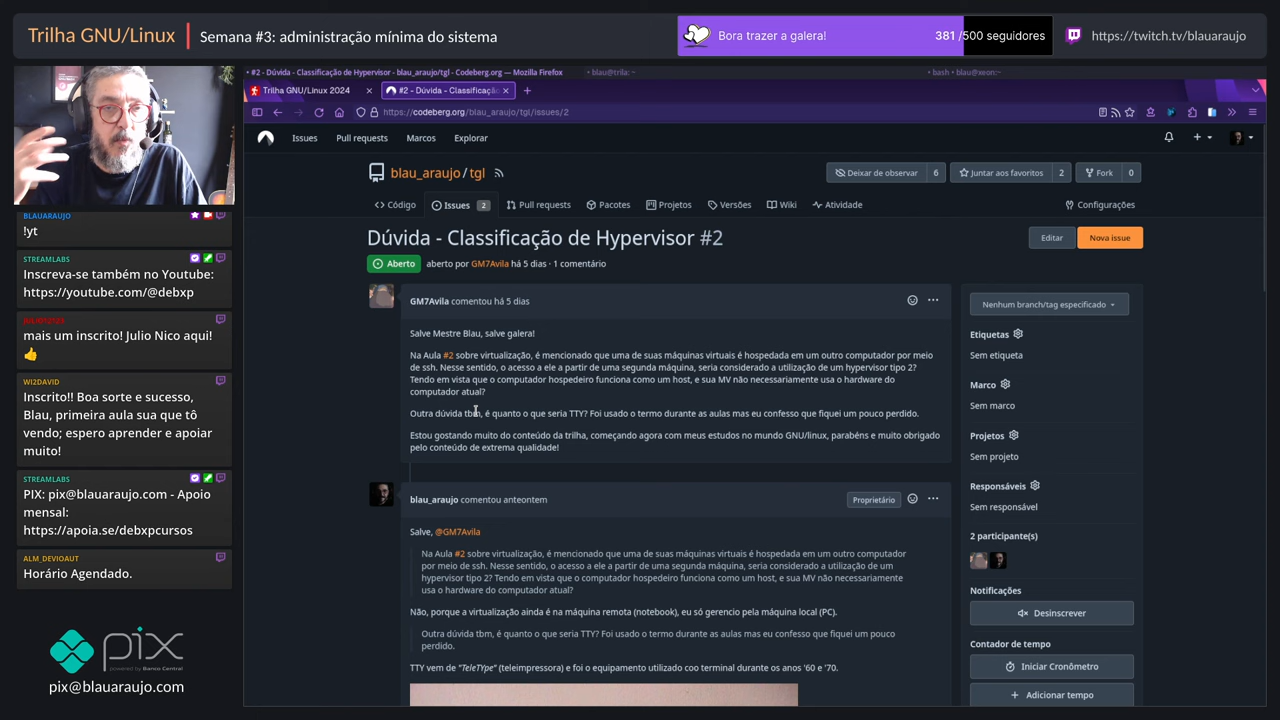 Trilha GNU/Linux
Semana #3: administração mínima do sistema
Bora trazer a galera!
381 /500 seguidores
https://twitch.tv/blauaraujo
#2 - Dúvida - Classificação de Hypervisor - blau_araujo/tgl - Codeberg.org — Mozilla Firefox
blau@trila: ~
bash
blau@xeon:~
Trilha GNU/Linux 2024
#2 - Dúvida - Classificaçã
https://codeberg.org/blau_araujo/tgl/issues/2
Issues
Pull requests
Marcos
Explorar
blau_araujo/tgl
Deixar de observar
6
Juntar aos favoritos
2
Fork
0
Código
Issues
2
Pull requests
Pacotes
Projetos
Versões
Wiki
Atividade
Configurações
Dúvida - Classificação de Hypervisor #2
Editar
Nova issue
Aberto
aberto por GM7Avila há 5 dias · 1 comentário
GM7Avila comentou há 5 dias
Salve Mestre Blau, salve galera!
Na Aula #2 sobre virtualização, é mencionado que uma de suas máquinas virtuais é hospedada em um outro computador por meio
de ssh. Nesse sentido, o acesso a ele a partir de uma segunda máquina, seria considerado a utilização de um hypervisor tipo 2?
Tendo em vista que o computador hospedeiro funciona como um host, e sua MV não necessariamente usa o hardware do
computador atual?
Outra dúvida tbm, é quanto o que seria TTY? Foi usado o termo durante as aulas mas eu confesso que fiquei um pouco perdido.
Estou gostando muito do conteúdo da trilha, começando agora com meus estudos no mundo GNU/linux, parabéns e muito obrigado
pelo conteúdo de extrema qualidade!
blau_araujo comentou anteontem
Proprietário
Salve, @GM7Avila
Na Aula #2 sobre virtualização, é mencionado que uma de suas máquinas virtuais é hospedada em um outro computador
por meio de ssh. Nesse sentido, o acesso a ele a partir de uma segunda máquina, seria considerado a utilização de um
hypervisor tipo 2? Tendo em vista que o computador hospedeiro funciona como um host, e sua MV não necessariamente
usa o hardware do computador atual?
Não, porque a virtualização ainda é na máquina remota (notebook), eu só gerencio pela máquina local (PC).
Outra dúvida tbm, é quanto o que seria TTY? Foi usado o termo durante as aulas mas eu confesso que fiquei um pouco
perdido.
TTY vem de "TeleTYpe" (teleimpressora) e foi o equipamento utilizado coo terminal durante os anos '60 e '70.
Nenhum branch/tag especificado
Etiquetas
Sem etiqueta
Marco
Sem marco
Projetos
Sem projeto
Responsáveis
Sem responsável
2 participante(s)
Notificações
Desinscrever
Contador de tempo
Iniciar Cronômetro
Adicionar tempo
BLAUARAUJO
!yt
STREAMLABS
Inscreva-se também no Youtube:
https://youtube.com/@debxp
mais um inscrito! Julio Nico aqui!
WI2DAVID
Inscrito!! Boa sorte e sucesso,
Blau, primeira aula sua que tô
vendo; espero aprender e apoiar
muito!
STREAMLABS
PIX: pix@blauaraujo.com - Apoio
mensal:
https://apoia.se/debxpcursos
ALM_DEVIOAUT
Horário Agendado.
pix
powered by Banco Central
pix@blauaraujo.com